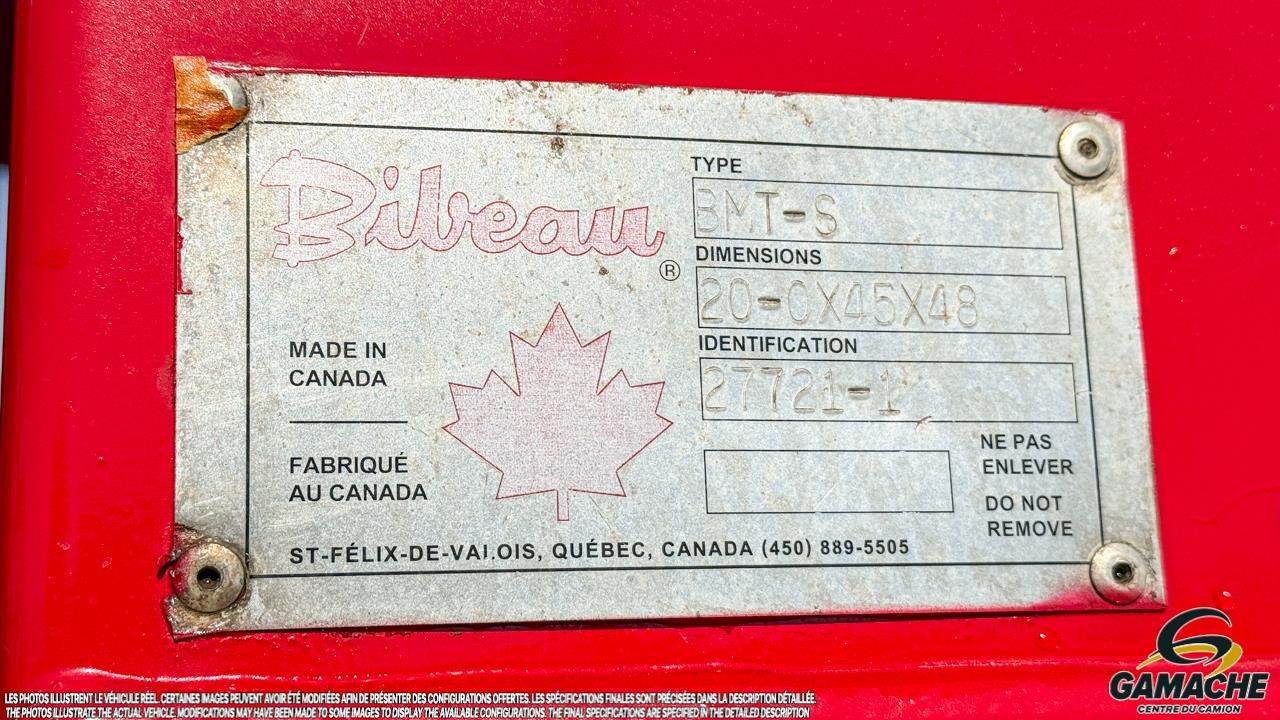 Bibeau
®
TYPE
BMT-S
DIMENSIONS
20-0X45X48
IDENTIFICATION
27721-1
MADE IN
CANADA
FABRIQUÉ
AU CANADA
NE PAS
ENLEVER
DO NOT
REMOVE
ST-FÉLIX-DE-VALOIS, QUÉBEC, CANADA (450) 889-5505
GAMACHE
CENTRE DU CAMION
LES PHOTOS ILLUSTRENT LE VÉHICULE RÉEL. CERTAINES IMAGES PEUVENT AVOIR ÉTÉ MODIFIÉES AFIN DE PRÉSENTER DES CONFIGURATIONS OFFERTES. LES SPÉCIFICATIONS FINALES SONT PRÉCISÉES DANS LA DESCRIPTION DÉTAILLÉE.
THE PHOTOS ILLUSTRATE THE ACTUAL VEHICLE. MODIFICATIONS MAY HAVE BEEN MADE TO SOME IMAGES TO DISPLAY THE AVAILABLE CONFIGURATIONS. THE FINAL SPECIFICATIONS ARE SPECIFIED IN THE DETAILED DESCRIPTION